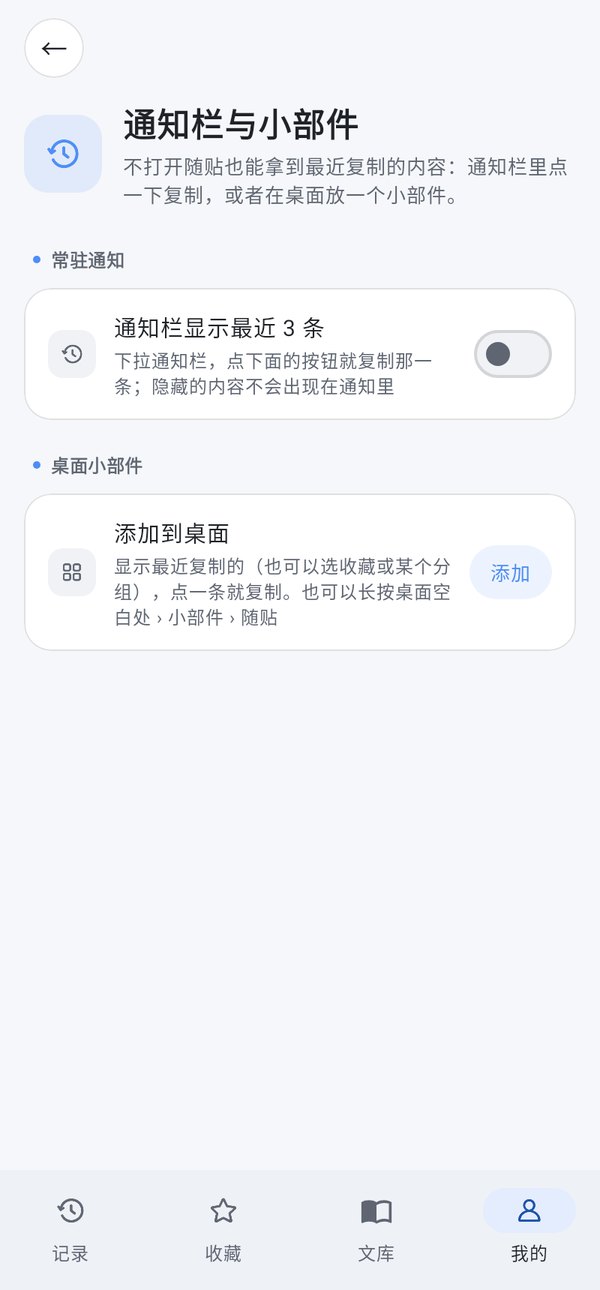 通知栏与小部件
不打开随贴也能拿到最近复制的内容：通知栏里点
一下复制，或者在桌面放一个小部件。
常驻通知
通知栏显示最近 3 条
下拉通知栏，点下面的按钮就复制那一
条；隐藏的内容不会出现在通知里
桌面小部件
添加到桌面
显示最近复制的（也可以选收藏或某个分
组），点一条就复制。也可以长按桌面空
白处 › 小部件 › 随贴
添加
记录
收藏
文库
我的